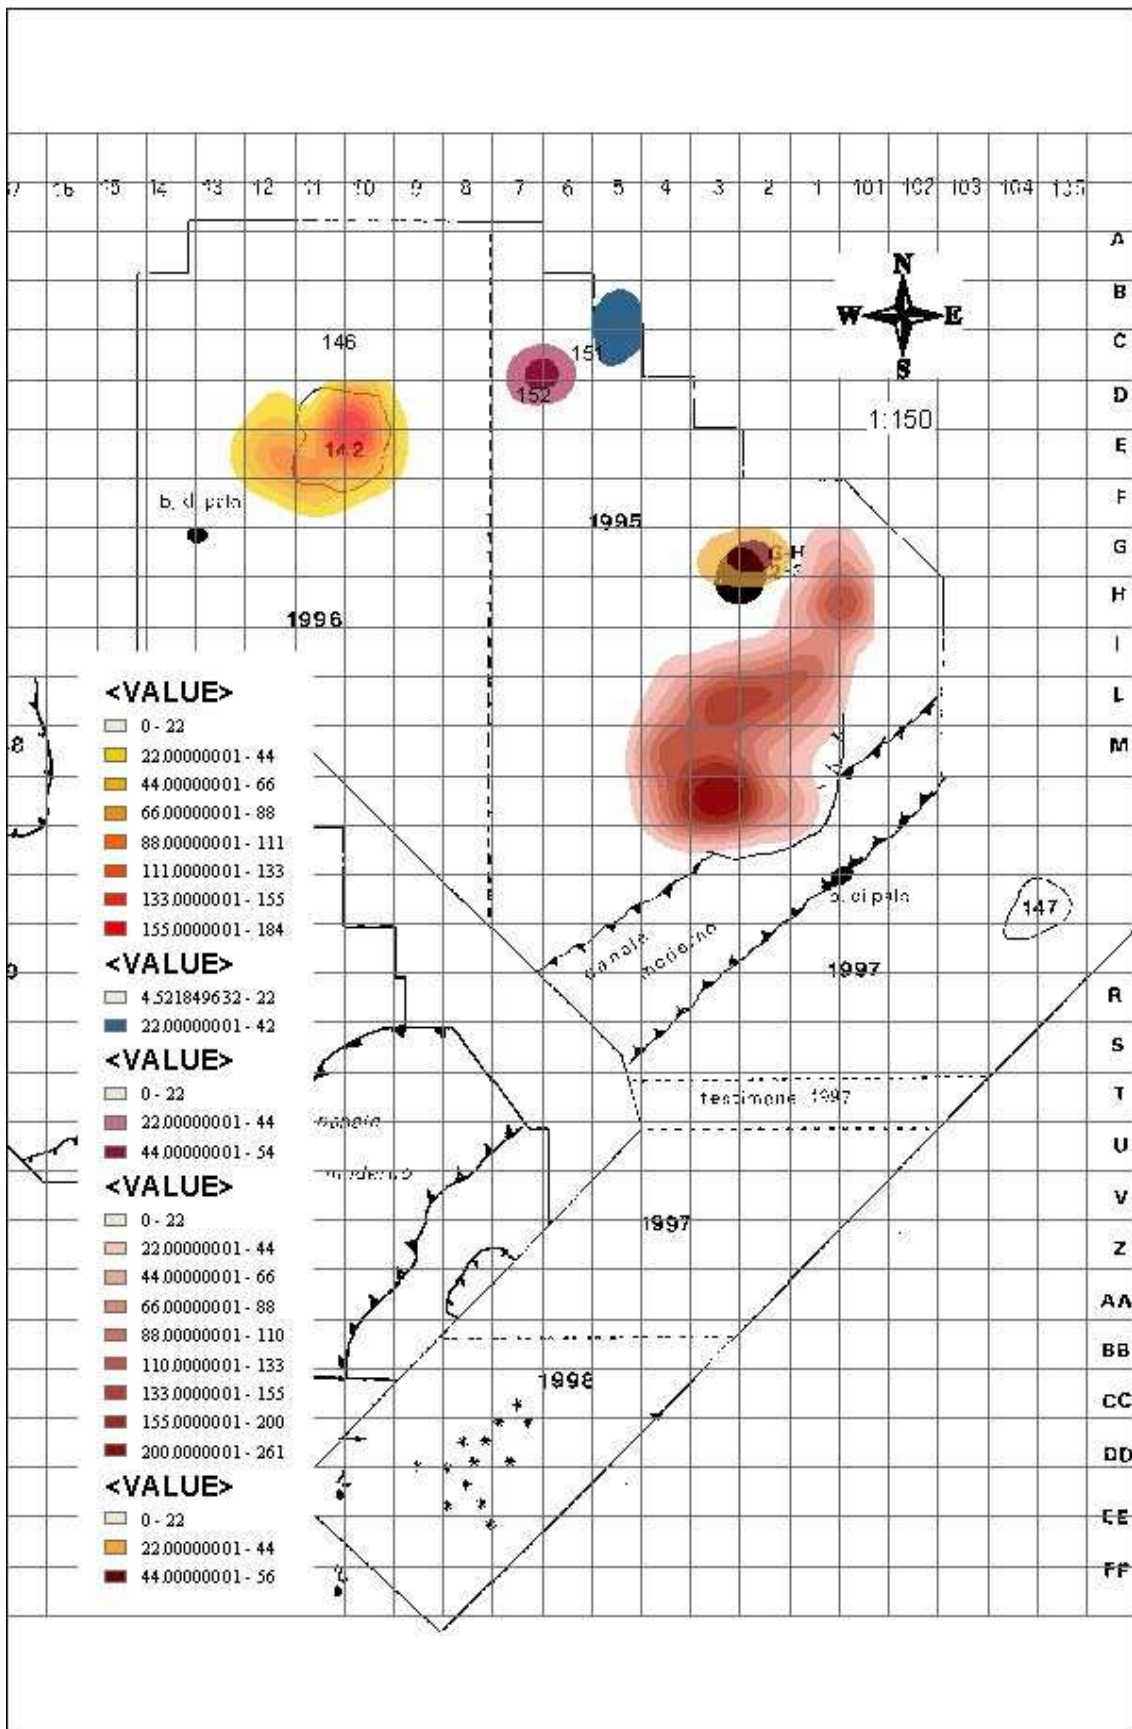 16 15 14 13 12 11 10 9 8 7 6 5 4 3 2 1 101 102 103 104 105
A
N
B
W E
C
S
146
151
152
D
1:150
142
E
F
1995
G
G-H
2-3
H
1996
I
L
M
<VALUE>
0 - 22
22.00000001 - 44
44.00000001 - 66
66.00000001 - 88
88.00000001 - 111
111.0000001 - 133
133.0000001 - 155
155.0000001 - 184
<VALUE>
4.521849632 - 22
22.00000001 - 42
<VALUE>
0 - 22
22.00000001 - 44
44.00000001 - 54
<VALUE>
0 - 22
22.00000001 - 44
44.00000001 - 66
66.00000001 - 88
88.00000001 - 110
110.0000001 - 133
133.0000001 - 155
155.0000001 - 200
200.0000001 - 261
<VALUE>
0 - 22
22.00000001 - 44
44.00000001 - 56
b. di palo
147
canale
moderno
1997
R
S
testimone 1997
T
U
moderno
V
1997
Z
AA
BB
1998
CC
DD
EE
FF